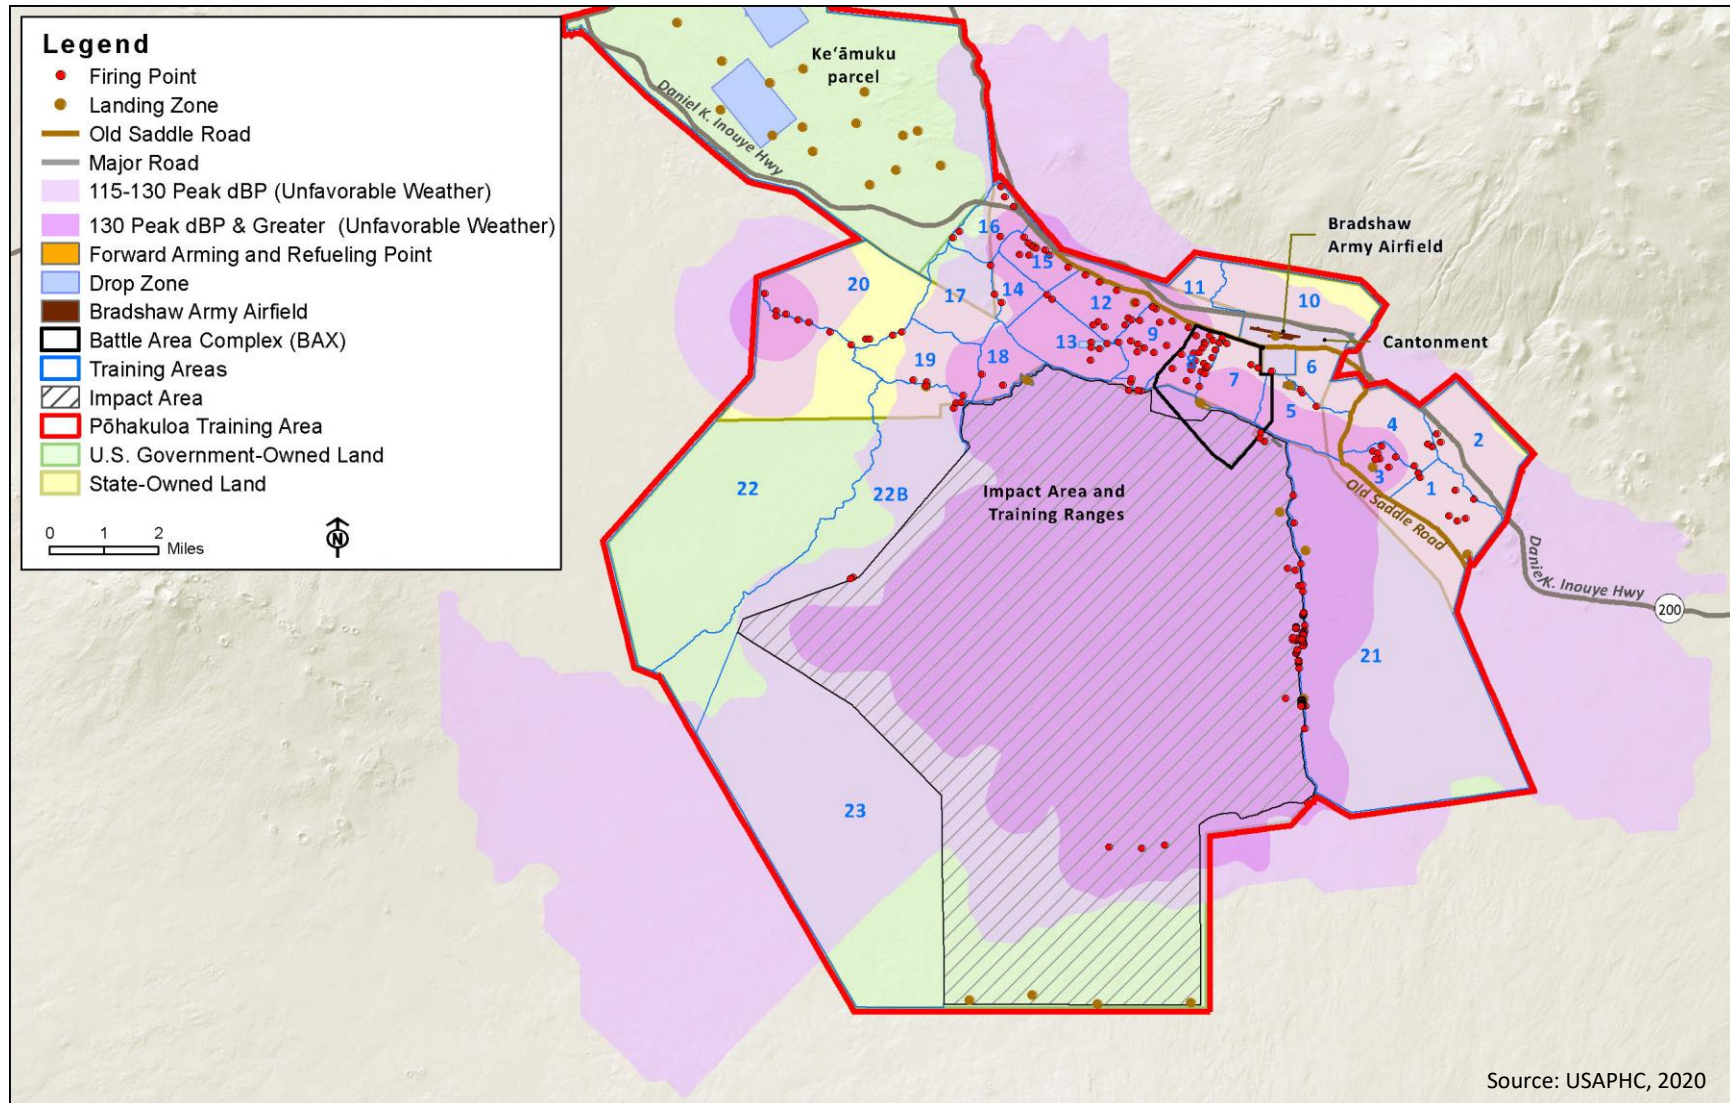 Legend
Firing Point
Landing Zone
Old Saddle Road
Major Road
115-130 Peak dBP (Unfavorable Weather)
130 Peak dBP & Greater (Unfavorable Weather)
Forward Arming and Refueling Point
Drop Zone
Bradshaw Army Airfield
Battle Area Complex (BAX)
Training Areas
Impact Area
Pōhakuloa Training Area
U.S. Government-Owned Land
State-Owned Land
0 1 2
Miles
N
Keʻāmuku
parcel
Daniel K. Inouye Hwy
Bradshaw
Army Airfield
Cantonment
16
15
20
17
14
12
11
10
13
9
19
18
8
7
6
5
4
2
3
1
22
22B
Impact Area and
Training Ranges
Old Saddle Road
Daniel K. Inouye Hwy
200
21
23
Source: USAPHC, 2020